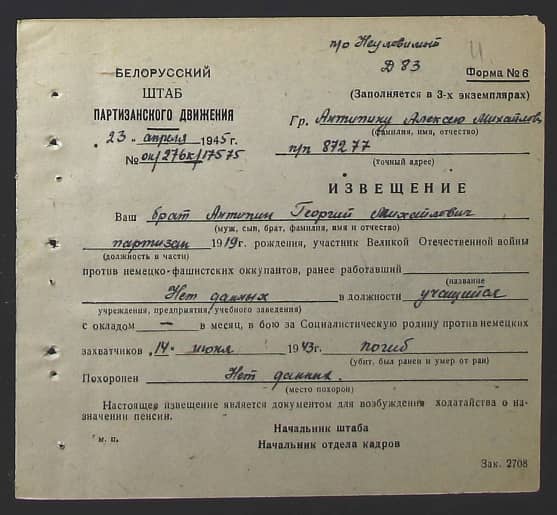 п/о Неуловимый
Д 83
БЕЛОРУССКИЙ
ШТАБ
ПАРТИЗАНСКОГО ДВИЖЕНИЯ
„23" апреля 1945 г.
№ ок/276к/17575
Форма № 6
(Заполняется в 3-х экземплярах)
Гр. Антипину Алексею Михайлов.
(фамилия, имя, отчество)
п/п 87277
(точный адрес)
ИЗВЕЩЕНИЕ
Ваш брат Антипин Георгий Михайлович
(муж, сын, брат, фамилия, имя и отчество)
партизан 1919 г. рождения, участник Великой Отечественной войны
(должность в части)
против немецко-фашистских оккупантов, ранее работавший
(название
Нет данных в должности учащийся
учреждения, предприятия, учебного заведения)
с окладом — в месяц, в бою за Социалистическую родину против немецких
захватчиков „14" июня 1943 г. погиб
(убит, был ранен и умер от ран)
Похоронен Нет данных.
(место похорон)
Настоящее извещение является документом для возбуждения ходатайства о на-
значении пенсии.
Начальник штаба
м. п.
Начальник отдела кадров
Зак. 2708